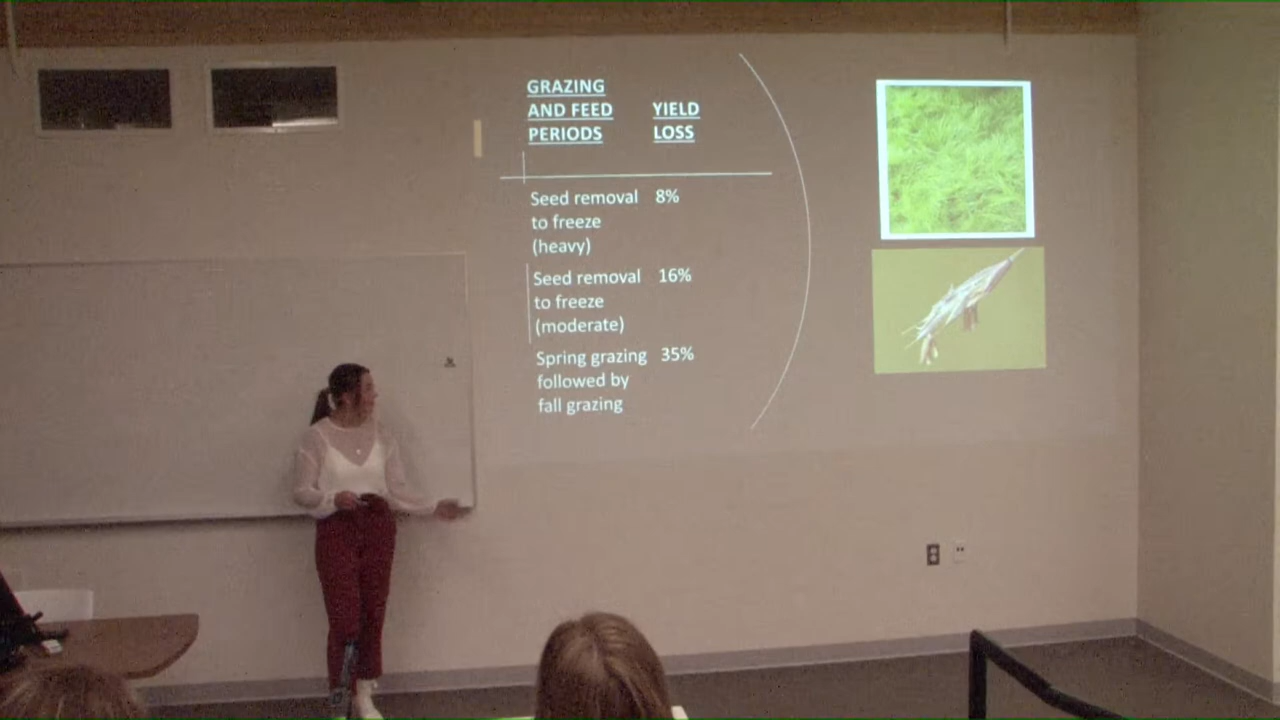 GRAZING
AND FEED YIELD
PERIODS LOSS
Seed removal 8%
to freeze
(heavy)
Seed removal 16%
to freeze
(moderate)
Spring grazing 35%
followed by
fall grazing